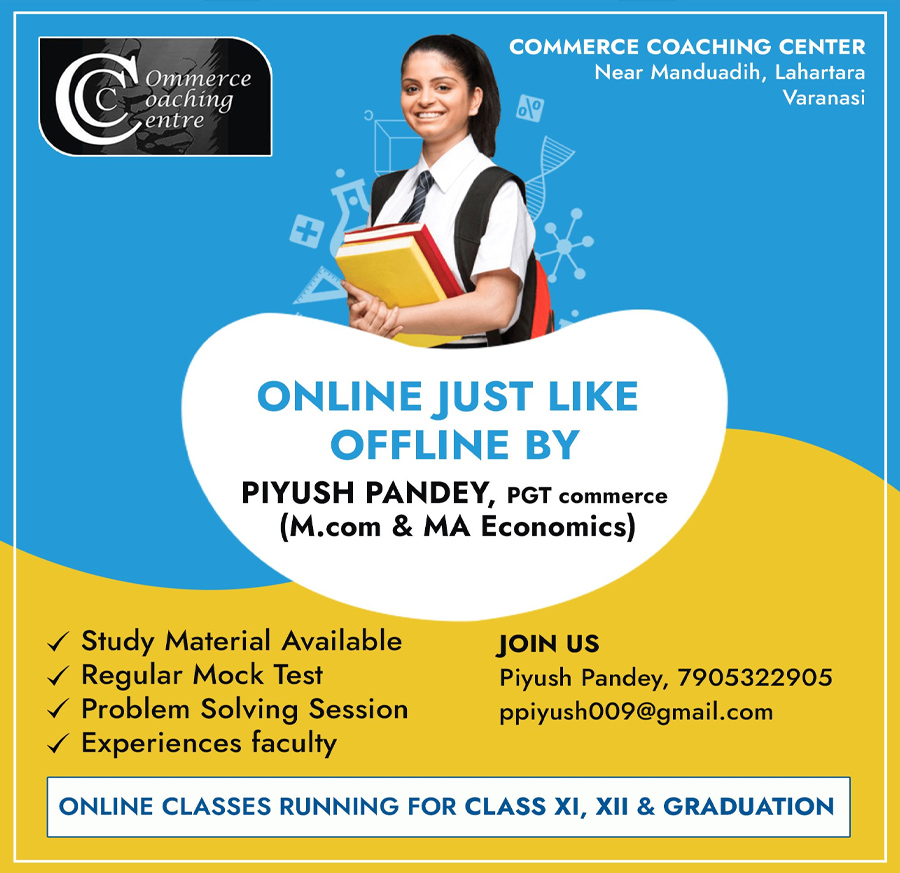 COmmerce
Coaching
Centre
COMMERCE COACHING CENTER
Near Manduadih, Lahartara
Varanasi
ONLINE JUST LIKE
OFFLINE BY
PIYUSH PANDEY, PGT commerce
(M.com & MA Economics)
✓ Study Material Available
✓ Regular Mock Test
✓ Problem Solving Session
✓ Experiences faculty
JOIN US
Piyush Pandey, 7905322905
ppiyush009@gmail.com
ONLINE CLASSES RUNNING FOR CLASS XI, XII & GRADUATION